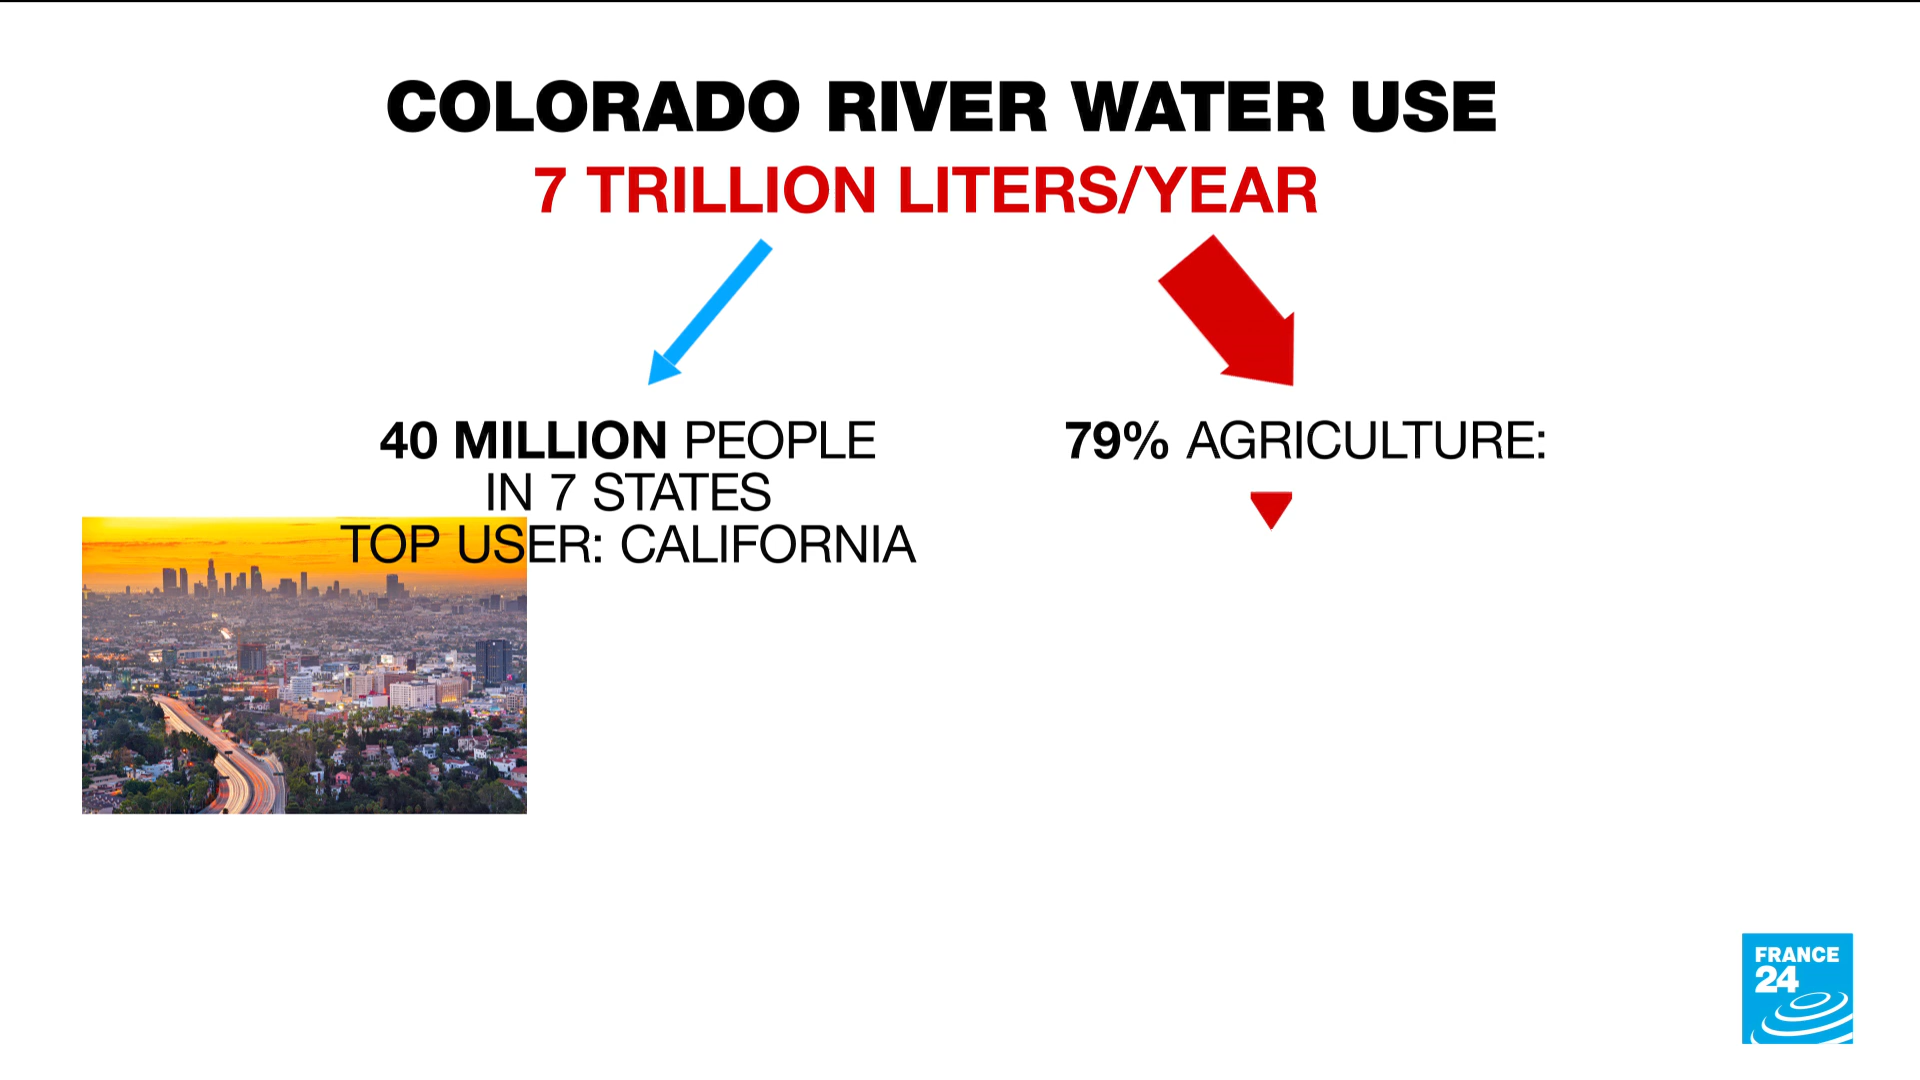 COLORADO RIVER WATER USE
7 TRILLION LITERS/YEAR
40 MILLION PEOPLE
IN 7 STATES
TOP USER: CALIFORNIA
79% AGRICULTURE:
FRANCE
24